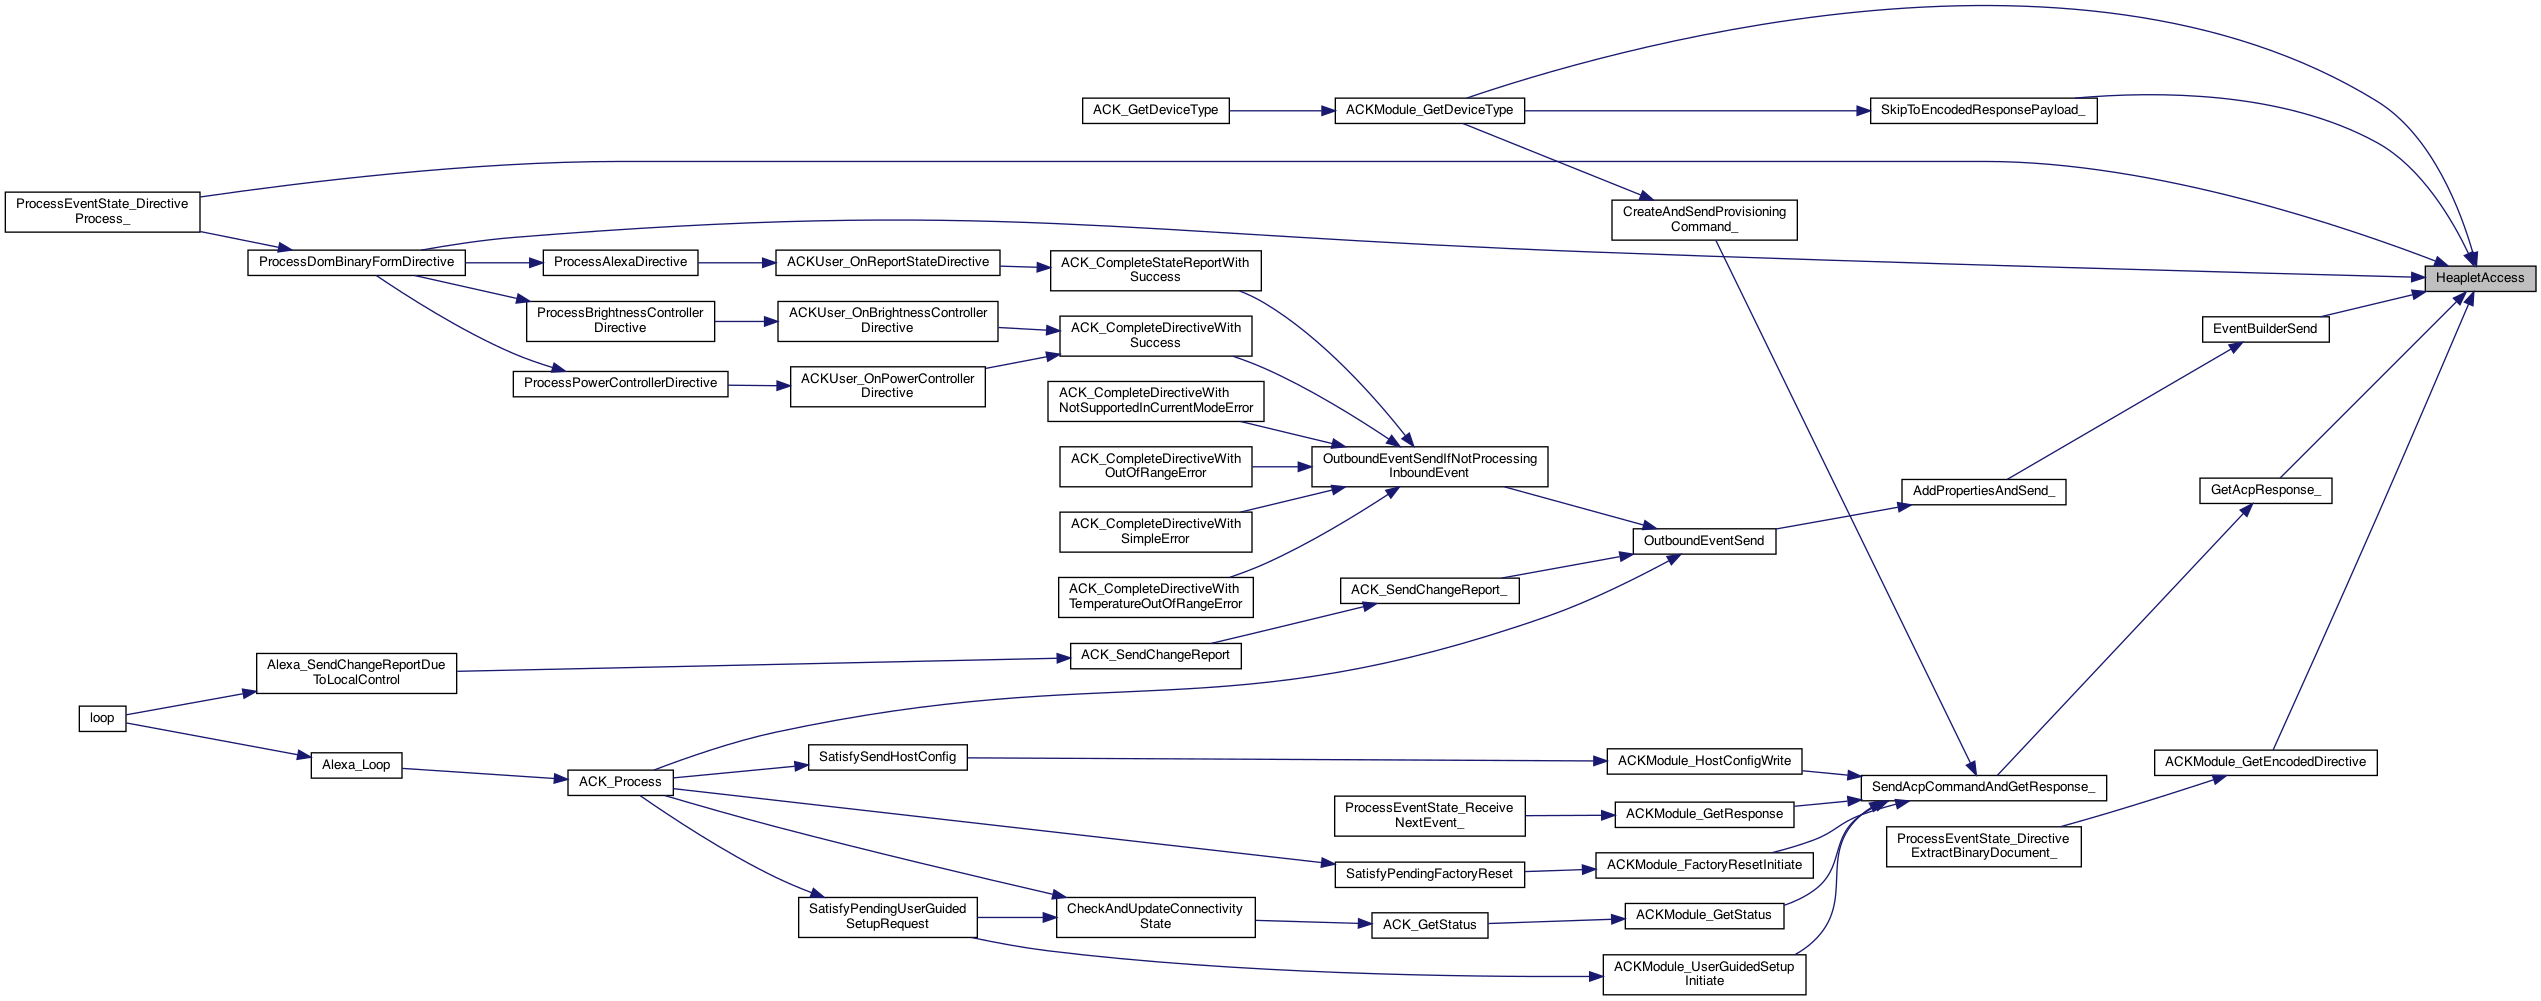 ACK_GetDeviceType
ACKModule_GetDeviceType
SkipToEncodedResponsePayload_
ProcessEventState_Directive
Process_
CreateAndSendProvisioning
Command_
ProcessDomBinaryFormDirective
ProcessAlexaDirective
ACKUser_OnReportStateDirective
ACK_CompleteStateReportWith
Success
HeapletAccess
ProcessBrightnessController
Directive
ACKUser_OnBrightnessController
Directive
ACK_CompleteDirectiveWith
Success
EventBuilderSend
ProcessPowerControllerDirective
ACKUser_OnPowerController
Directive
ACK_CompleteDirectiveWith
NotSupportedInCurrentModeError
ACK_CompleteDirectiveWith
OutOfRangeError
OutboundEventSendIfNotProcessing
InboundEvent
AddPropertiesAndSend_
GetAcpResponse_
ACK_CompleteDirectiveWith
SimpleError
OutboundEventSend
ACK_CompleteDirectiveWith
TemperatureOutOfRangeError
ACK_SendChangeReport_
Alexa_SendChangeReportDue
ToLocalControl
ACK_SendChangeReport
loop
Alexa_Loop
ACK_Process
SatisfySendHostConfig
ACKModule_HostConfigWrite
ACKModule_GetEncodedDirective
SendAcpCommandAndGetResponse_
ProcessEventState_Receive
NextEvent_
ACKModule_GetResponse
ProcessEventState_Directive
ExtractBinaryDocument_
SatisfyPendingFactoryReset
ACKModule_FactoryResetInitiate
SatisfyPendingUserGuided
SetupRequest
CheckAndUpdateConnectivity
State
ACK_GetStatus
ACKModule_GetStatus
ACKModule_UserGuidedSetup
Initiate